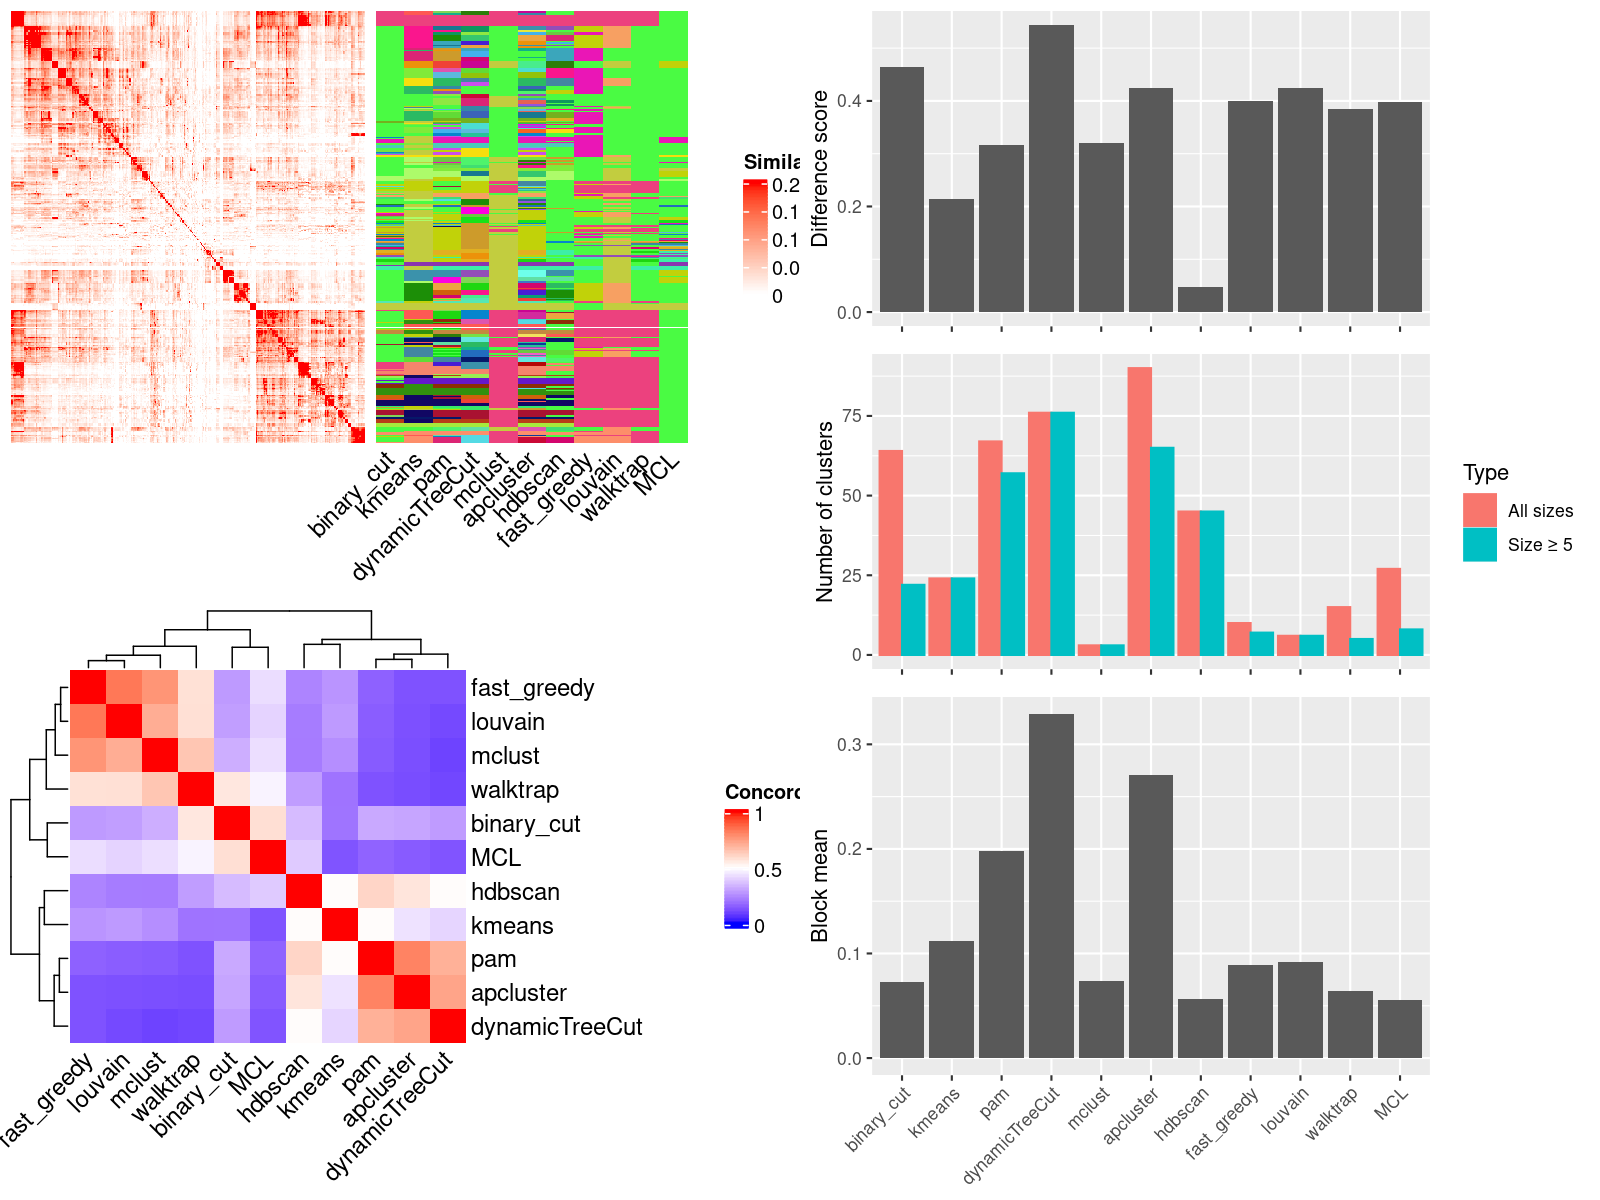 binary_cut
kmeans
pam
dynamicTreeCut
mclust
apcluster
hdbscan
fast_greedy
louvain
walktrap
MCL
Simila
0.2
0.1
0.1
0.0
0
fast_greedy
louvain
mclust
walktrap
binary_cut
MCL
hdbscan
kmeans
pam
apcluster
dynamicTreeCut
fast_greedy
louvain
mclust
walktrap
binary_cut
MCL
hdbscan
kmeans
pam
apcluster
dynamicTreeCut
Concord
1
0.5
0
Difference score
0.4
0.2
0.0
Number of clusters
75
50
25
0
Type
All sizes
Size ≥ 5
Block mean
0.3
0.2
0.1
0.0
binary_cut
kmeans
pam
dynamicTreeCut
mclust
apcluster
hdbscan
fast_greedy
louvain
walktrap
MCL